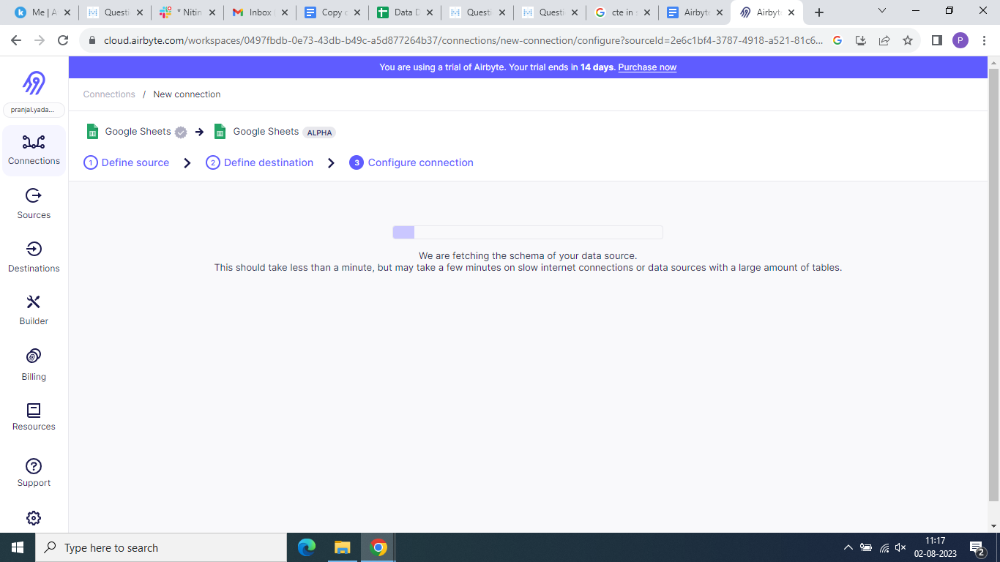 Me | A
Questi
* Nitin
Inbox
Copy o
Data D
Questi
Questi
cte in s
Airbyte
Airbyt
cloud.airbyte.com/workspaces/0497fbdb-0e73-43db-b49c-a5d877264b37/connections/new-connection/configure?sourceId=2e6c1bf4-3787-4918-a521-81c6...
P
You are using a trial of Airbyte. Your trial ends in 14 days. Purchase now
pranjal.yada...
Connections / New connection
Google Sheets → Google Sheets ALPHA
1 Define source > 2 Define destination > 3 Configure connection
Connections
Sources
Destinations
Builder
Billing
Resources
Support
We are fetching the schema of your data source.
This should take less than a minute, but may take a few minutes on slow internet connections or data sources with a large amount of tables.
Type here to search
11:17
02-08-2023
2